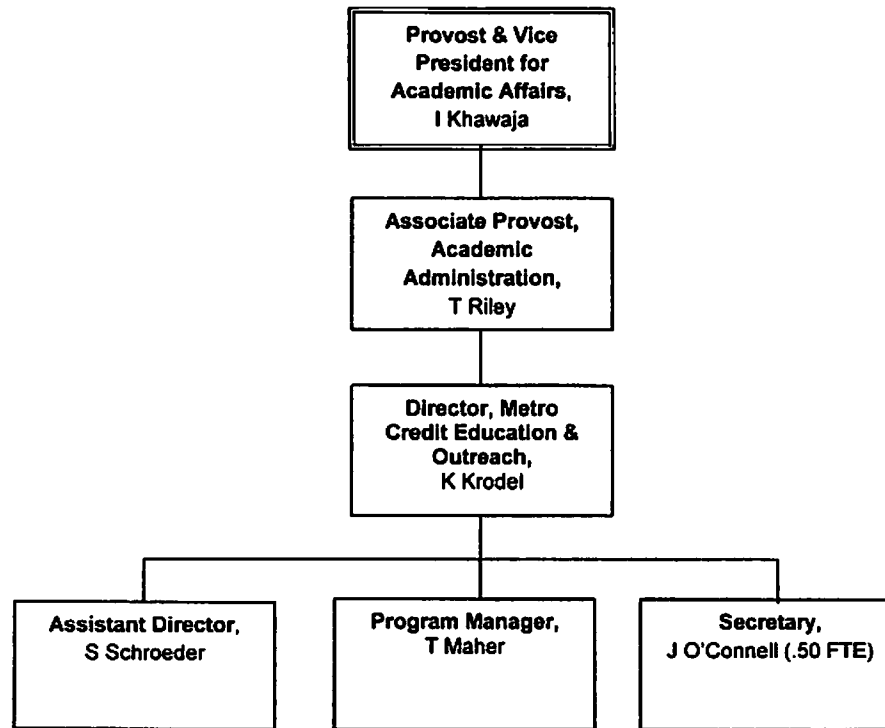 Provost & Vice
President for
Academic Affairs,
I Khawaja
Associate Provost,
Academic
Administration,
T Riley
Director, Metro
Credit Education &
Outreach,
K Krodel
Assistant Director,
S Schroeder
Program Manager,
T Maher
Secretary,
J O'Connell (.50 FTE)